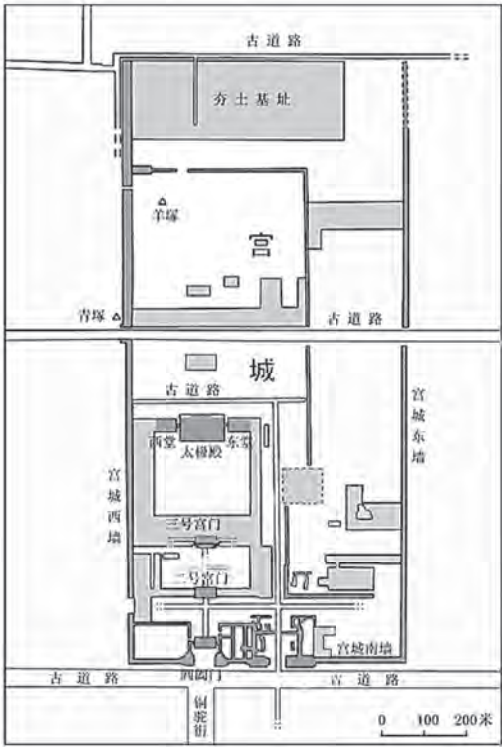 古道路
夯土基址
羊塚
宫
青塚
古道路
城
古道路
西堂
太极殿
东堂
宫城西墙
宫城东墙
三号宫门
二号宫门
宫城南墙
古道路
阊阖门
古道路
铜驼街
0 100 200米